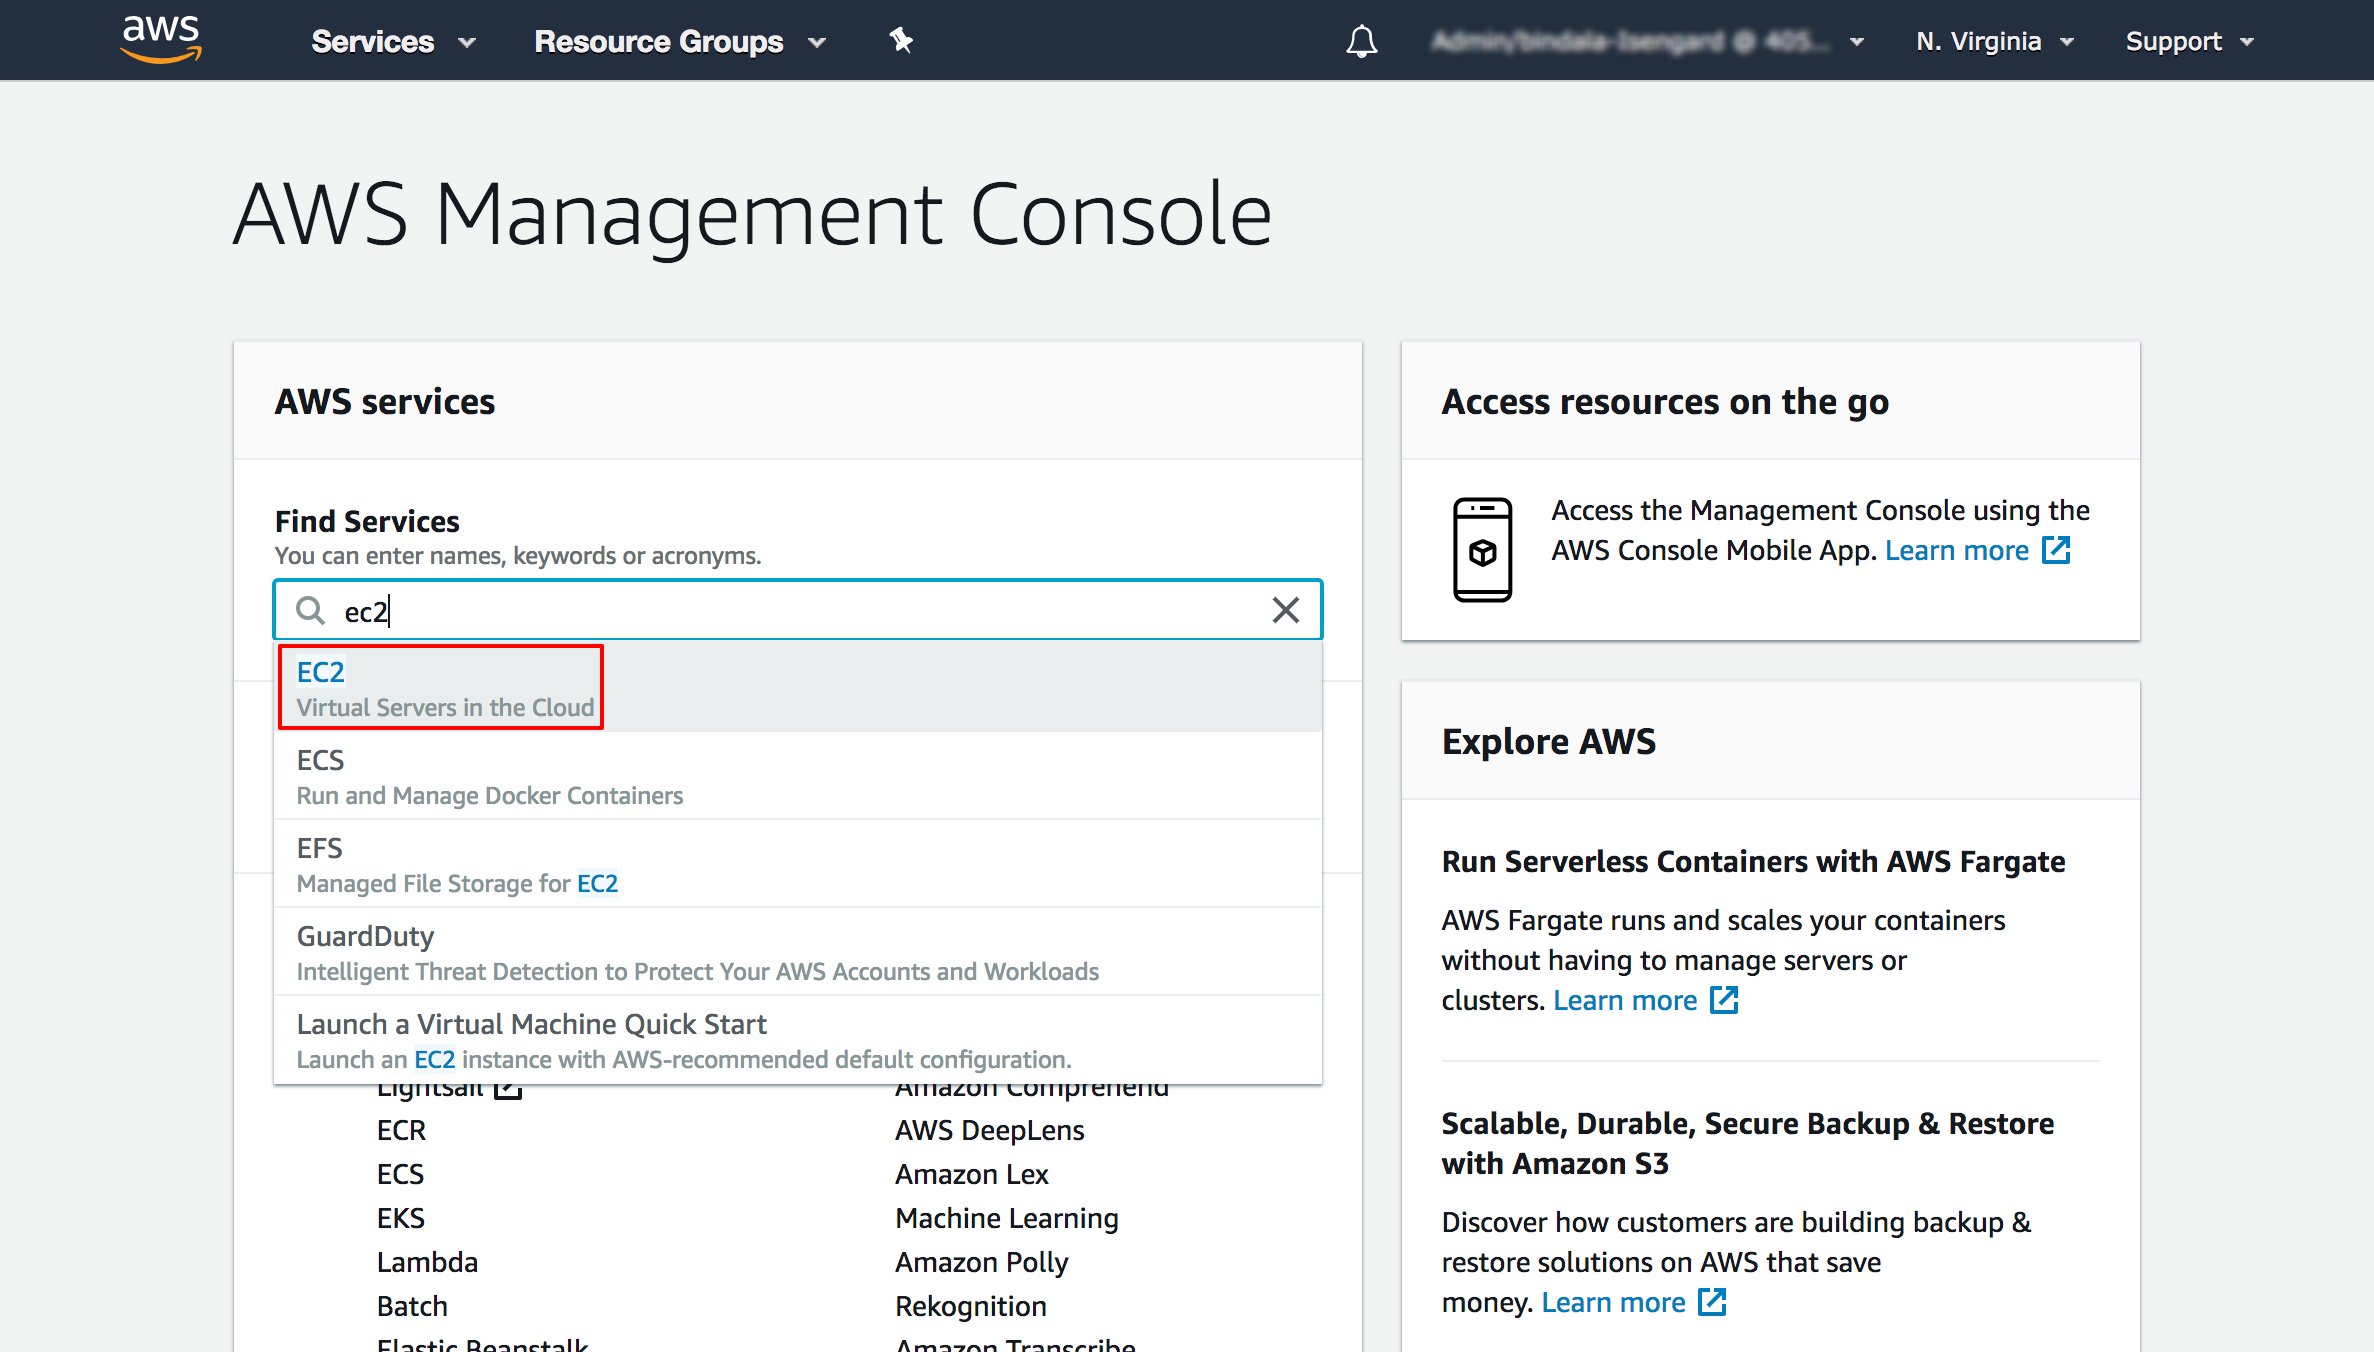 aws
Services
Resource Groups
N. Virginia
Support
AWS Management Console
AWS services
Find Services
You can enter names, keywords or acronyms.
ec2
EC2
Virtual Servers in the Cloud
ECS
Run and Manage Docker Containers
EFS
Managed File Storage for EC2
GuardDuty
Intelligent Threat Detection to Protect Your AWS Accounts and Workloads
Launch a Virtual Machine Quick Start
Launch an EC2 instance with AWS-recommended default configuration.
Lightsail
ECR
ECS
EKS
Lambda
Batch
Elastic Beanstalk
Amazon Comprehend
AWS DeepLens
Amazon Lex
Machine Learning
Amazon Polly
Rekognition
Amazon Transcribe
Access resources on the go
Access the Management Console using the
AWS Console Mobile App. Learn more
Explore AWS
Run Serverless Containers with AWS Fargate
AWS Fargate runs and scales your containers
without having to manage servers or
clusters. Learn more
Scalable, Durable, Secure Backup & Restore
with Amazon S3
Discover how customers are building backup &
restore solutions on AWS that save
money. Learn more